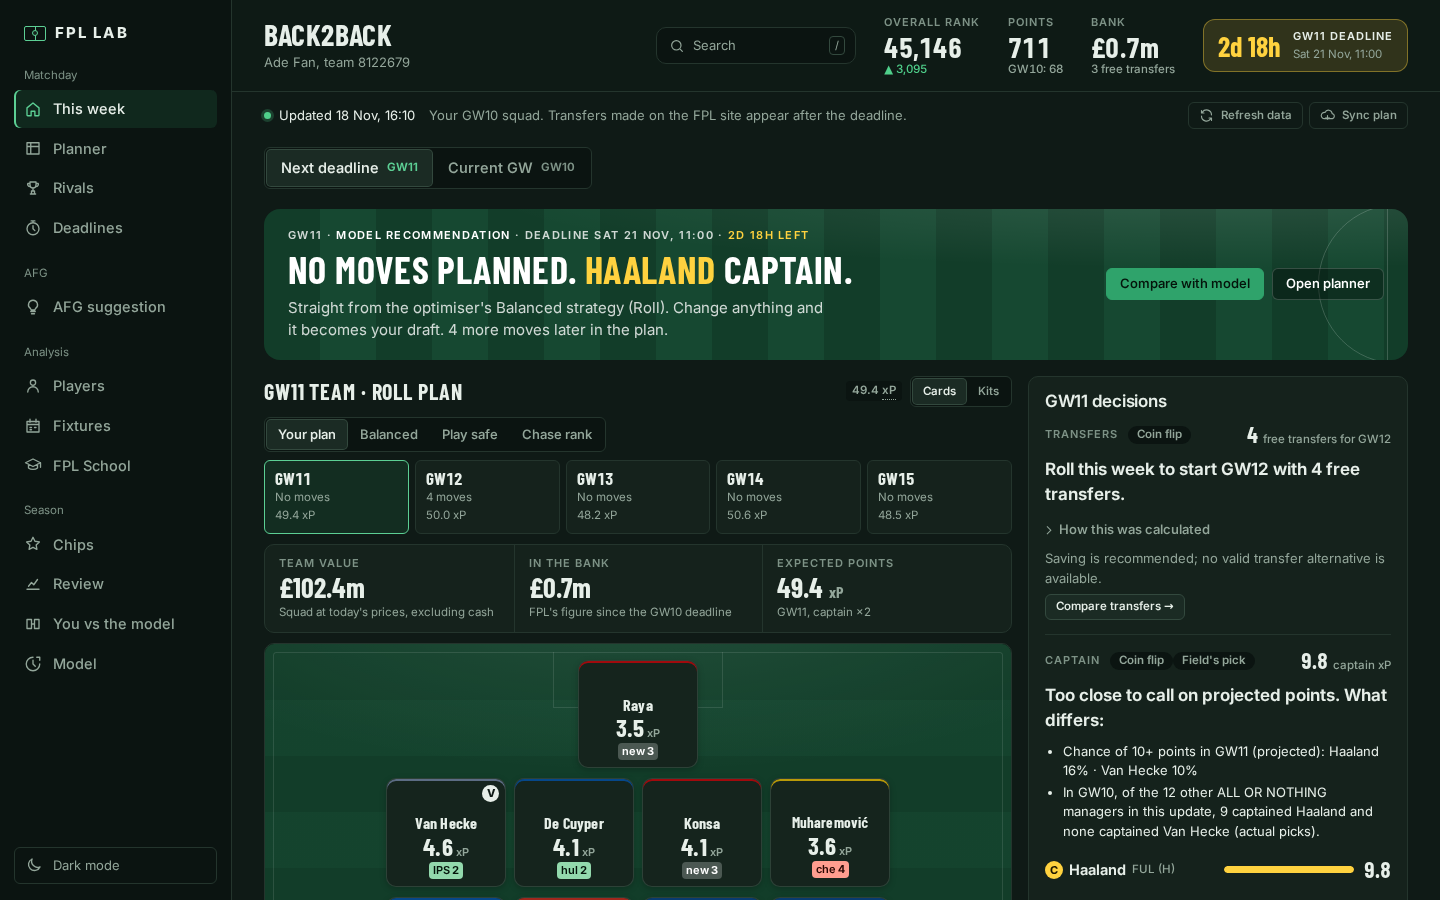 FPL LAB
Matchday
This week
Planner
Rivals
Deadlines
AFG
AFG suggestion
Analysis
Players
Fixtures
FPL School
Season
Chips
Review
You vs the model
Model
Dark mode
BACK2BACK
Ade Fan, team 8122679
Search /
OVERALL RANK
45,146
▲ 3,095
POINTS
711
GW10: 68
BANK
£0.7m
3 free transfers
2d 18h
GW11 DEADLINE
Sat 21 Nov, 11:00
Updated 18 Nov, 16:10 Your GW10 squad. Transfers made on the FPL site appear after the deadline.
Refresh data
Sync plan
Next deadline GW11
Current GW GW10
GW11 · MODEL RECOMMENDATION · DEADLINE SAT 21 NOV, 11:00 · 2D 18H LEFT
NO MOVES PLANNED. HAALAND CAPTAIN.
Straight from the optimiser's Balanced strategy (Roll). Change anything and
it becomes your draft. 4 more moves later in the plan.
Compare with model
Open planner
GW11 TEAM · ROLL PLAN
49.4 xP
Cards
Kits
Your plan
Balanced
Play safe
Chase rank
GW11
No moves
49.4 xP
GW12
4 moves
50.0 xP
GW13
No moves
48.2 xP
GW14
No moves
50.6 xP
GW15
No moves
48.5 xP
TEAM VALUE
£102.4m
Squad at today's prices, excluding cash
IN THE BANK
£0.7m
FPL's figure since the GW10 deadline
EXPECTED POINTS
49.4 xP
GW11, captain ×2
Raya
3.5 xP
new 3
V
Van Hecke
4.6 xP
IPS 2
De Cuyper
4.1 xP
hul 2
Konsa
4.1 xP
new 3
Muharemović
3.6 xP
che 4
GW11 decisions
TRANSFERS Coin flip
4 free transfers for GW12
Roll this week to start GW12 with 4 free
transfers.
How this was calculated
Saving is recommended; no valid transfer alternative is
available.
Compare transfers →
CAPTAIN Coin flip Field's pick
9.8 captain xP
Too close to call on projected points. What
differs:
• Chance of 10+ points in GW11 (projected): Haaland
16% · Van Hecke 10%
• In GW10, of the 12 other ALL OR NOTHING
managers in this update, 9 captained Haaland and
none captained Van Hecke (actual picks).
C Haaland FUL (H) 9.8